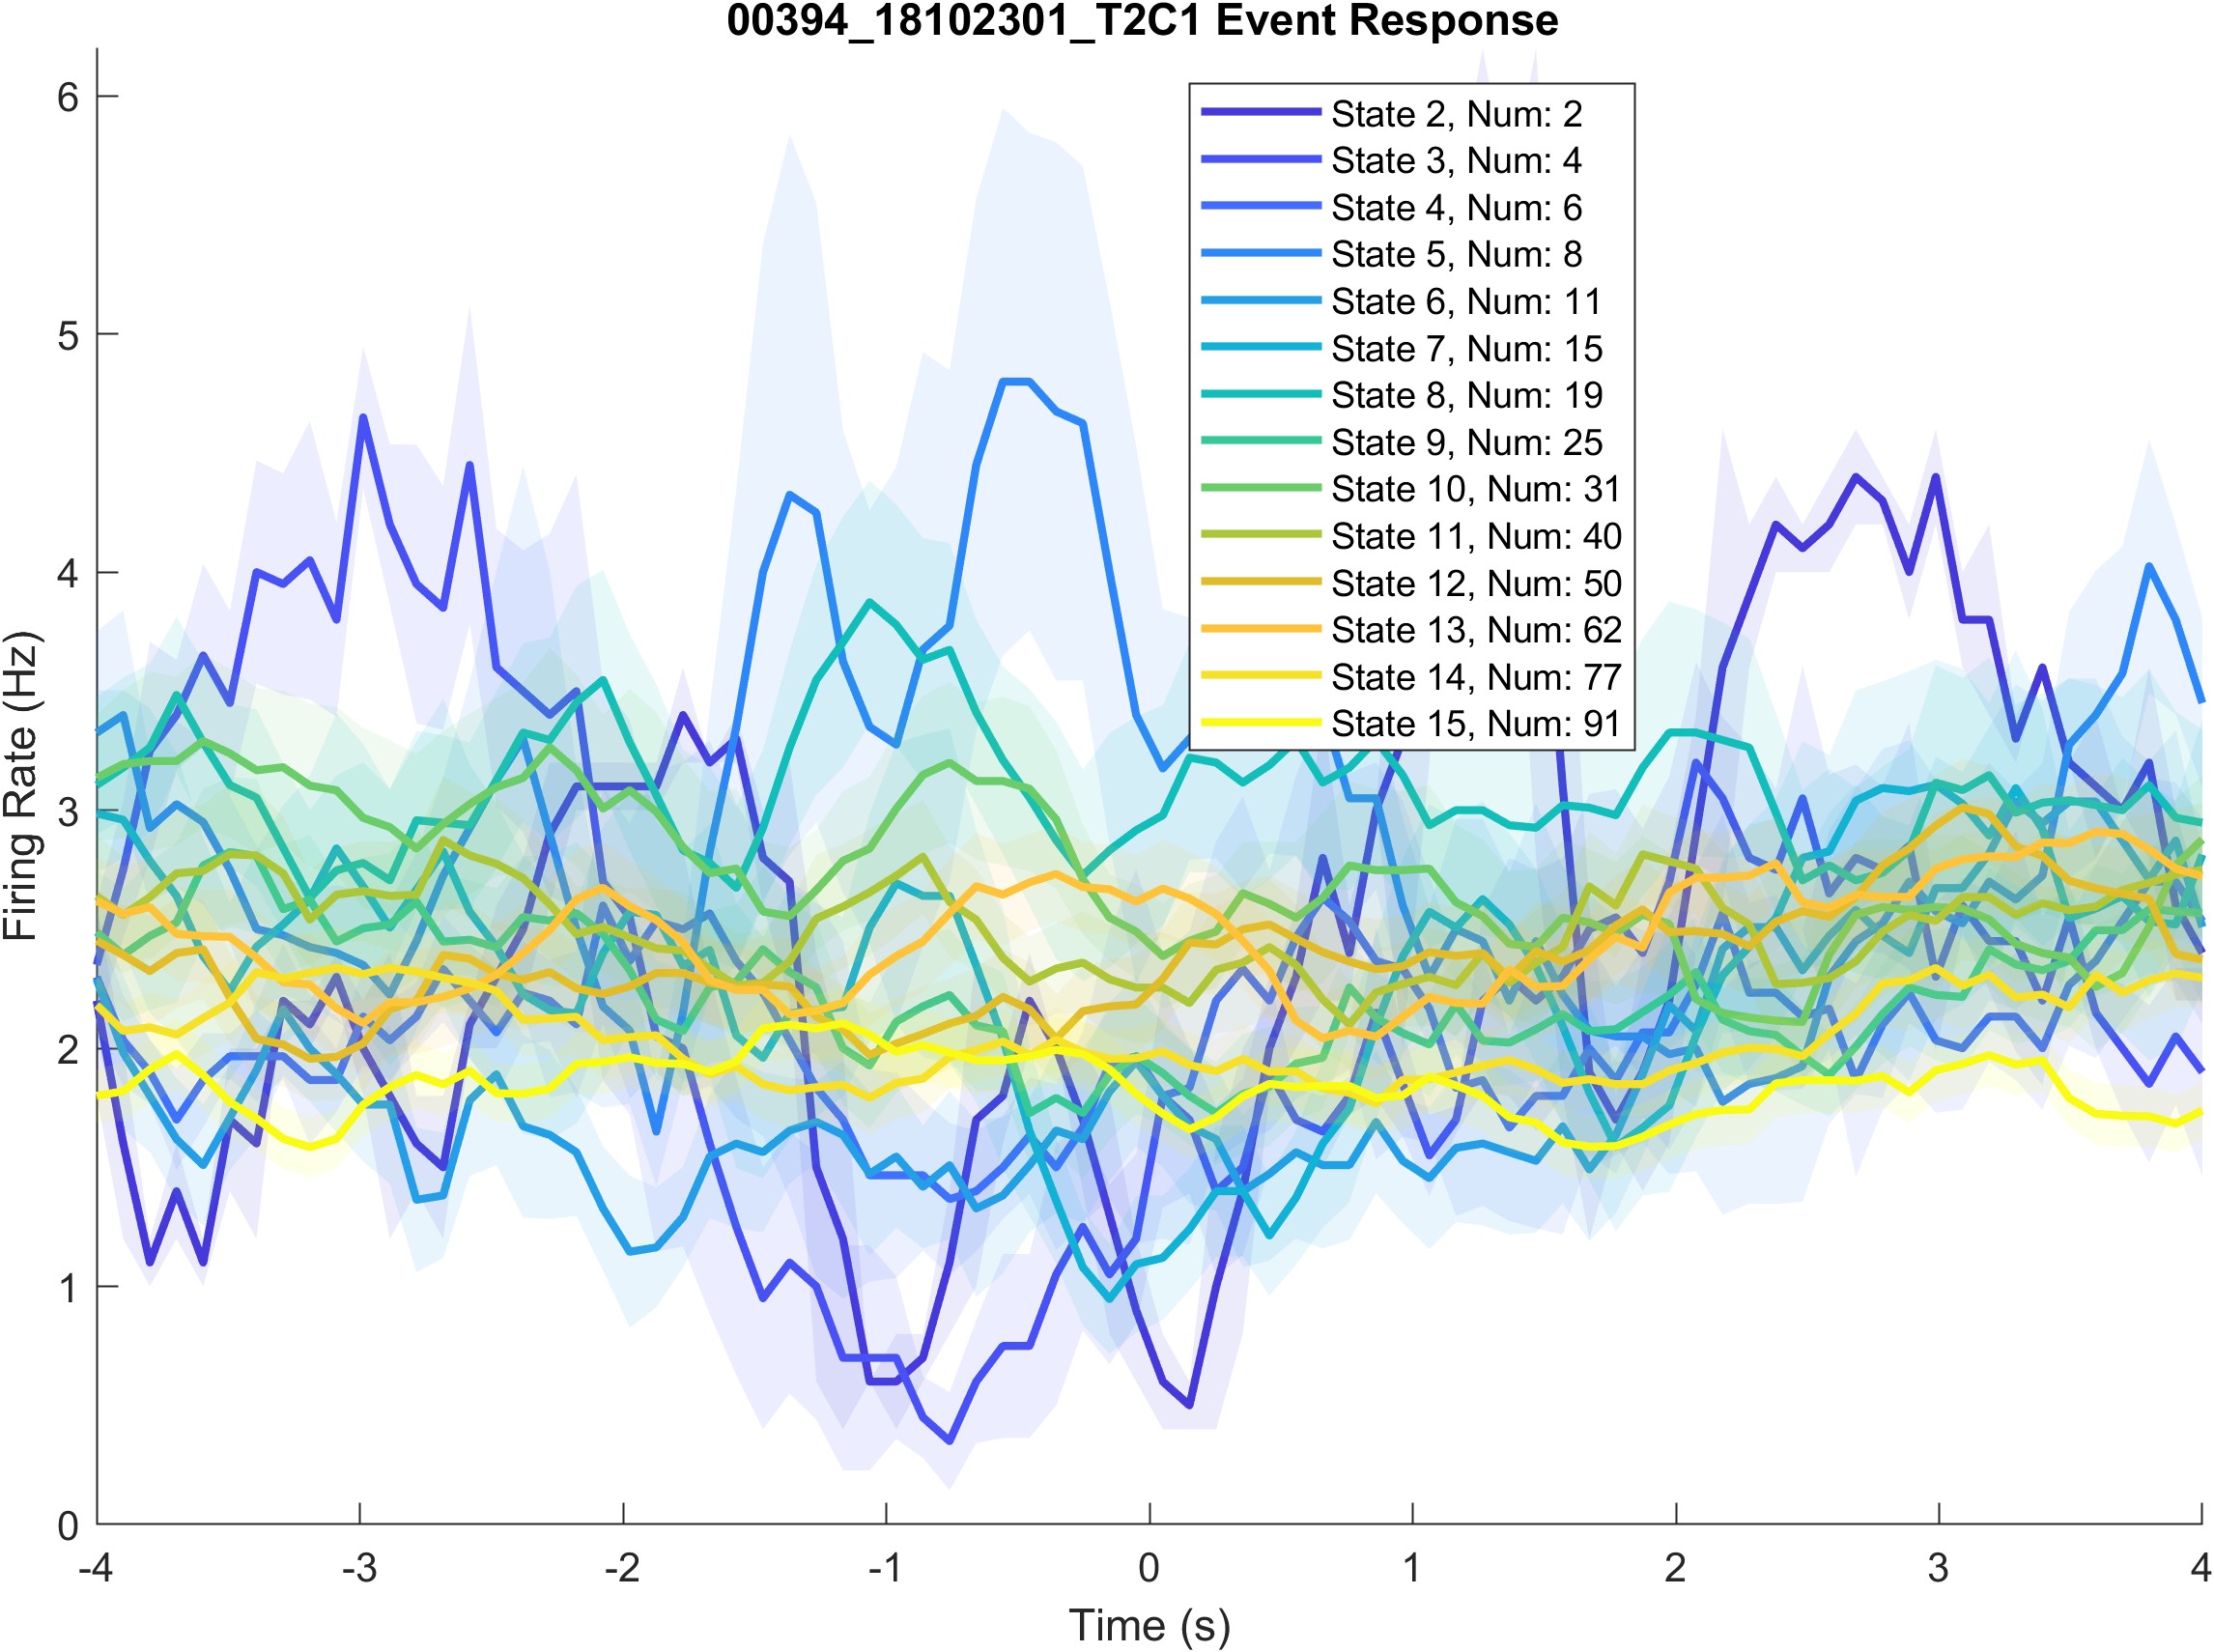 00394_18102301_T2C1 Event Response
6
5
4
3
2
1
0
Firing Rate (Hz)
State 2, Num: 2
State 3, Num: 4
State 4, Num: 6
State 5, Num: 8
State 6, Num: 11
State 7, Num: 15
State 8, Num: 19
State 9, Num: 25
State 10, Num: 31
State 11, Num: 40
State 12, Num: 50
State 13, Num: 62
State 14, Num: 77
State 15, Num: 91
-4 -3 -2 -1 0 1 2 3 4
Time (s)